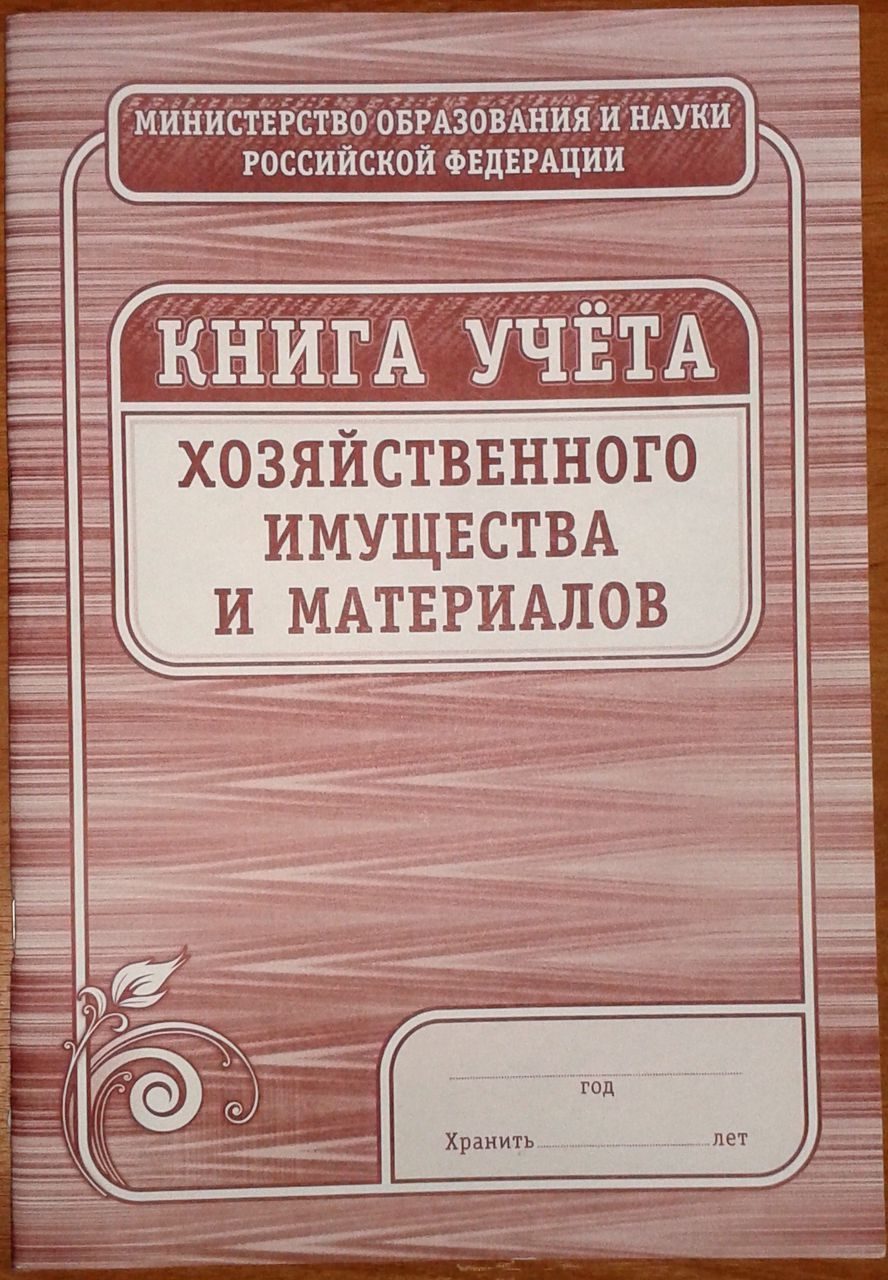 МИНИСТЕРСТВО ОБРАЗОВАНИЯ И НАУКИ
РОССИЙСКОЙ ФЕДЕРАЦИИ
КНИГА УЧЁТА
ХОЗЯЙСТВЕННОГО
ИМУЩЕСТВА
И МАТЕРИАЛОВ
год
Хранить лет